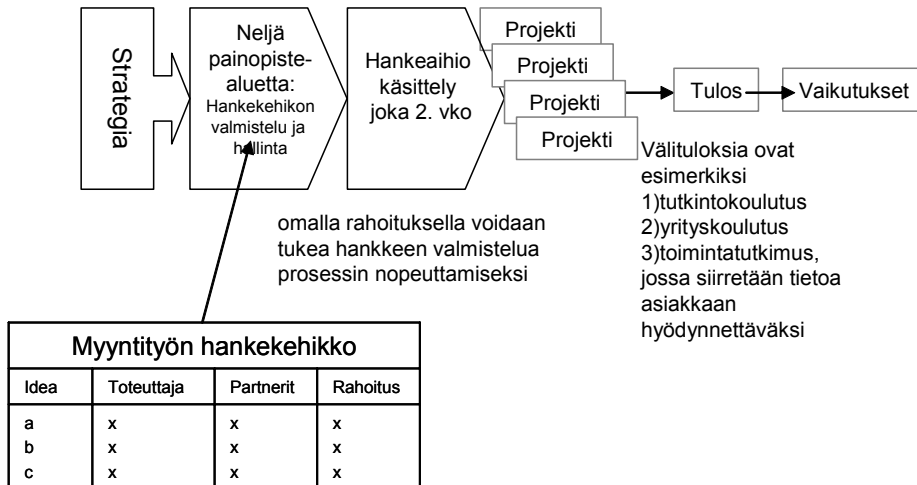 Strategia
Neljä
painopiste-
aluetta:
Hankekehikon
valmistelu ja
hallinta
Hankeaihio
käsittely
joka 2. vko
Projekti
Projekti
Projekti
Projekti
Tulos
Vaikutukset
Välituloksia ovat
esimerkiksi
1)tutkintokoulutus
2)yrityskoulutus
3)toimintatutkimus,
jossa siirretään tietoa
asiakkaan
hyödynnettäväksi
omalla rahoituksella voidaan
tukea hankkeen valmistelua
prosessin nopeuttamiseksi
Myyntityön hankekehikko
Idea Toteuttaja Partnerit Rahoitus
a x x x
b x x x
c x x x